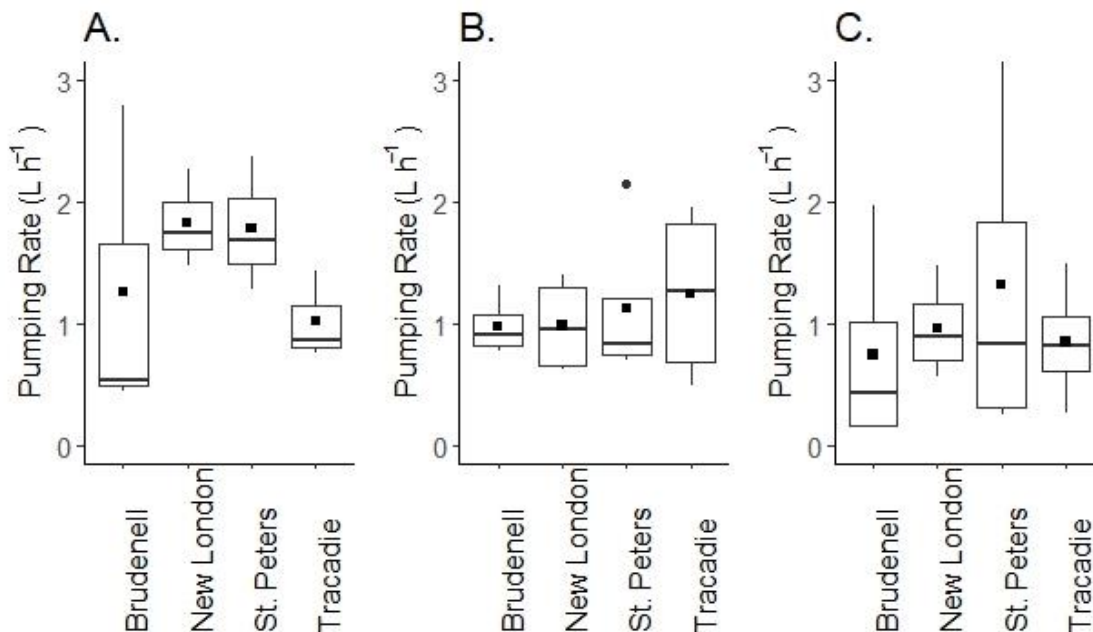 A.
Pumping Rate (L h⁻¹ )
3
2
1
0
Brudenell
New London
St. Peters
Tracadie
B.
Pumping Rate (L h⁻¹ )
3
2
1
0
Brudenell
New London
St. Peters
Tracadie
C.
Pumping Rate (L h⁻¹ )
3
2
1
0
Brudenell
New London
St. Peters
Tracadie